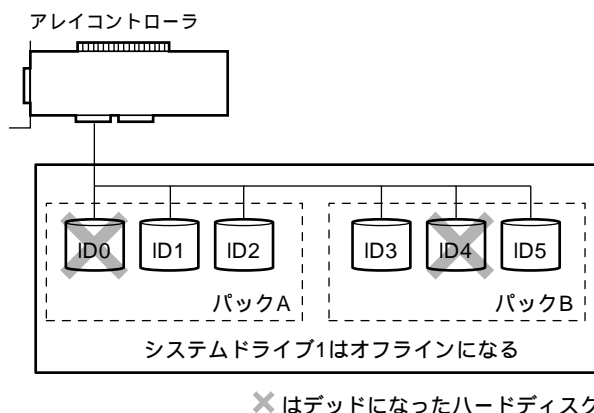 アレイコントローラ
ID0 ID1 ID2 ID3 ID4 ID5
パックA パックB
システムドライブ1はオフラインになる
はデッドになったハードディスク